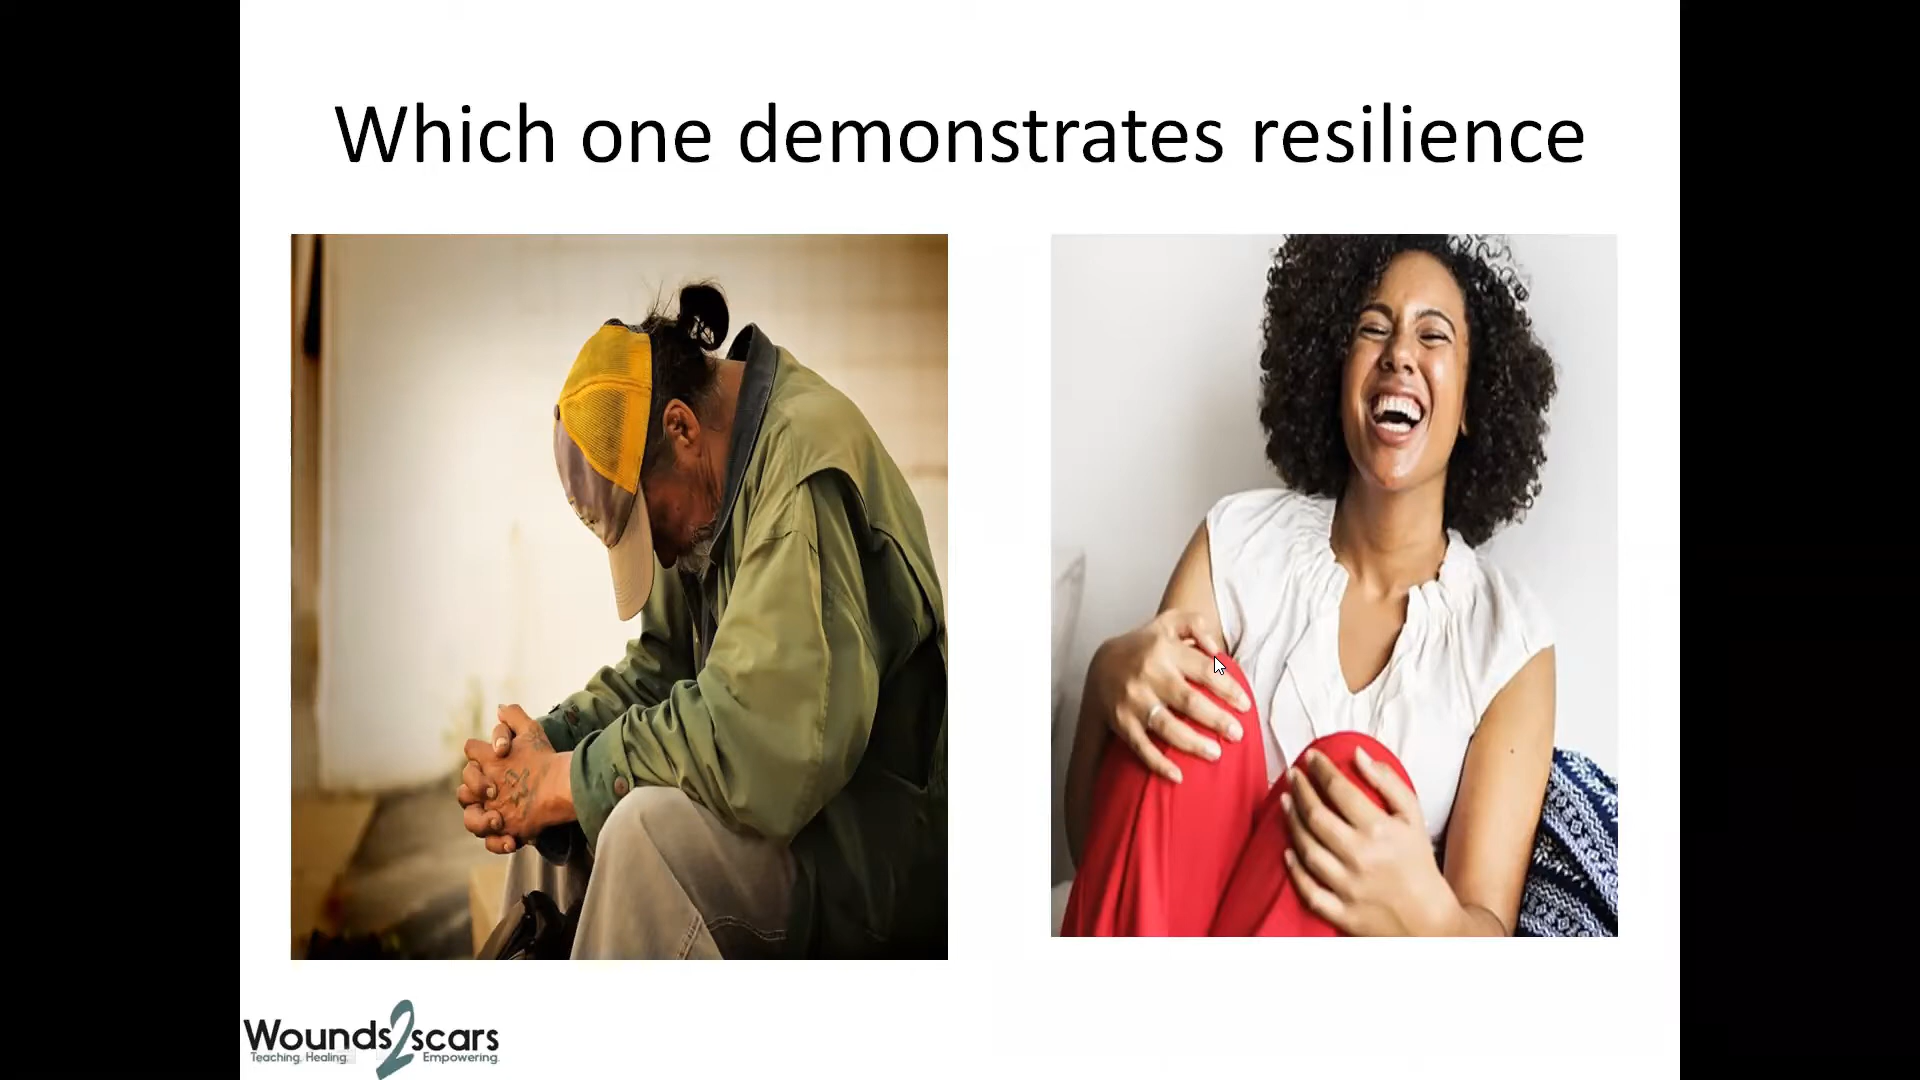 Which one demonstrates resilience
Wounds2scars
Teaching. Healing. Empowering.